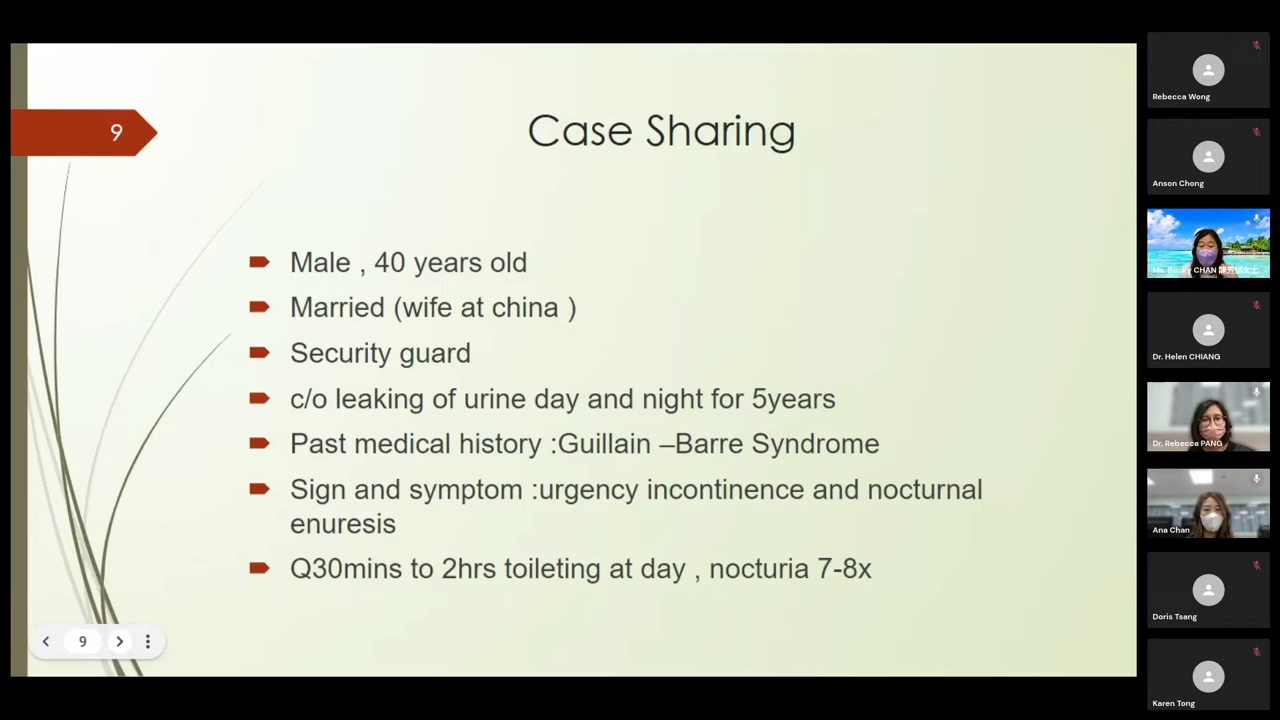 9
Case Sharing
Male , 40 years old
Married (wife at china )
Security guard
c/o leaking of urine day and night for 5years
Past medical history :Guillain –Barre Syndrome
Sign and symptom :urgency incontinence and nocturnal
enuresis
Q30mins to 2hrs toileting at day , nocturia 7-8x
9
Rebecca Wong
Anson Chong
Ms. Becky CHAN
Dr. Helen CHIANG
Dr. Rebecca PANG
Ana Chan
Doris Tsang
Karen Tong